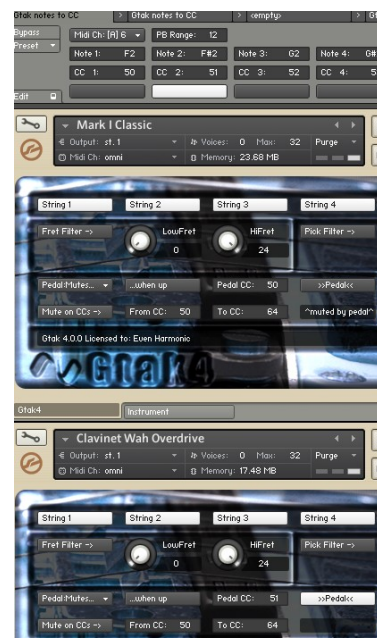 Gtak notes to CC > Gtak notes to CC > <empty> > Gt
Bypass Midi Ch: [A] 6 PB Range: 12
Preset Note 1: F2 Note 2: F#2 Note 3: G2 Note 4: G#
CC 1: 50 CC 2: 51 CC 3: 52 CC 4: 5
Edit
Mark I Classic
Output: st. 1 Voices: 0 Max: 32 Purge
Midi Ch: omni Memory: 23.68 MB
String 1 String 2 String 3 String 4
Fret Filter -> LowFret HiFret Pick Filter ->
0 24
Pedal:Mutes... ...when up Pedal CC: 50 >>Pedal<<
Mute on CCs -> From CC: 50 To CC: 64 ^muted by pedal^
Gtak 4.0.0 Licensed to: Even Harmonic
Gtak4
Gtak4 Instrument
Clavinet Wah Overdrive
Output: st. 1 Voices: 0 Max: 32 Purge
Midi Ch: omni Memory: 17.48 MB
String 1 String 2 String 3 String 4
Fret Filter -> LowFret HiFret Pick Filter ->
0 24
Pedal:Mutes... ...when up Pedal CC: 51 >>Pedal<<
Mute on CCs -> From CC: 50 To CC: 64